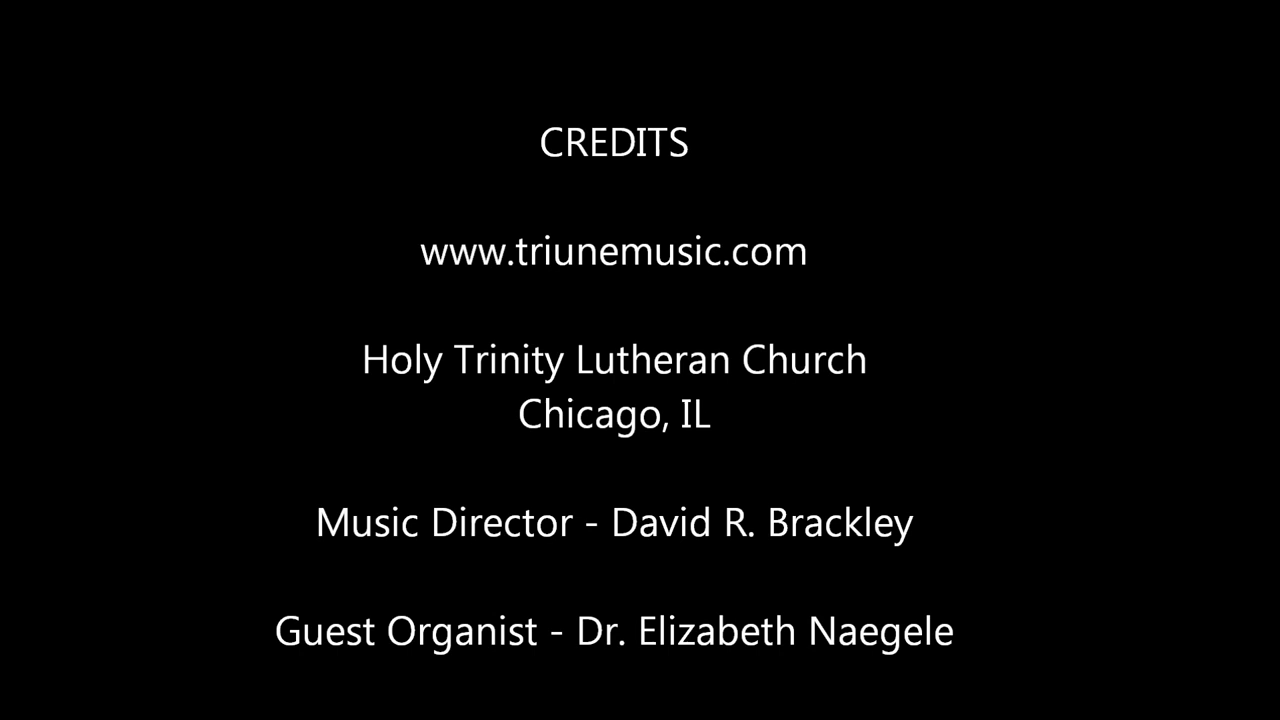 CREDITS
www.triunemusic.com
Holy Trinity Lutheran Church
Chicago, IL
Music Director - David R. Brackley
Guest Organist - Dr. Elizabeth Naegele